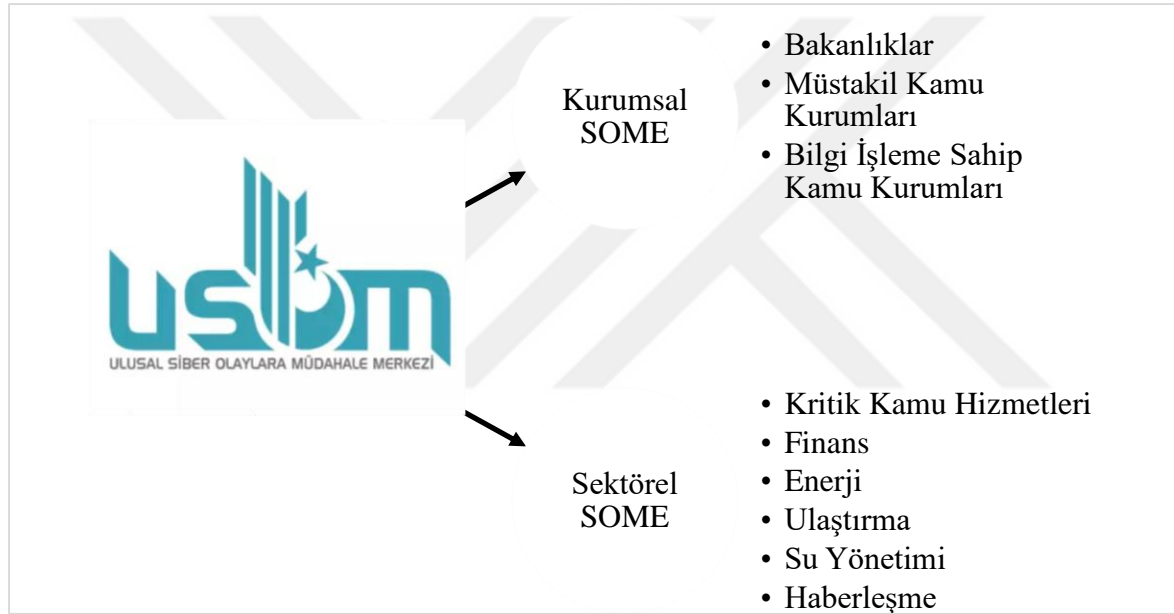 Kurumsal
SOME
• Bakanlıklar
• Müstakil Kamu
Kurumları
• Bilgi İşleme Sahip
Kamu Kurumları
usom
ULUSAL SİBER OLAYLARA MÜDAHALE MERKEZİ
Sektörel
SOME
• Kritik Kamu Hizmetleri
• Finans
• Enerji
• Ulaştırma
• Su Yönetimi
• Haberleşme